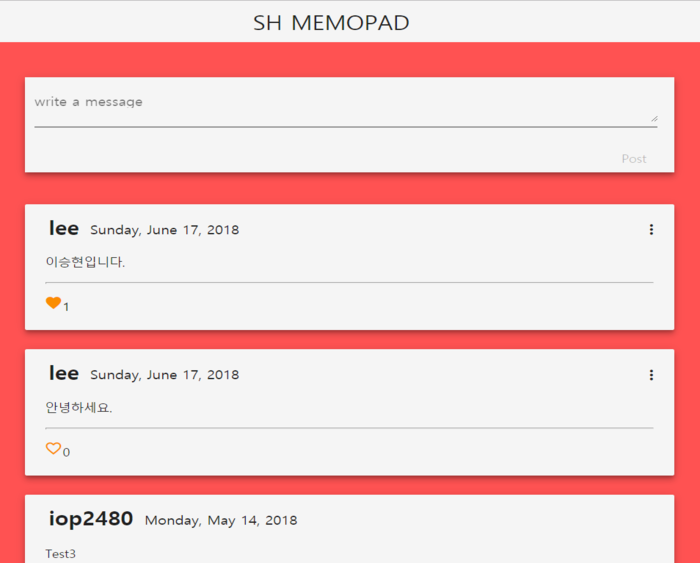 SH MEMOPAD
write a message
Post
lee Sunday, June 17, 2018
이승현입니다.
1
lee Sunday, June 17, 2018
안녕하세요.
0
iop2480 Monday, May 14, 2018
Test3